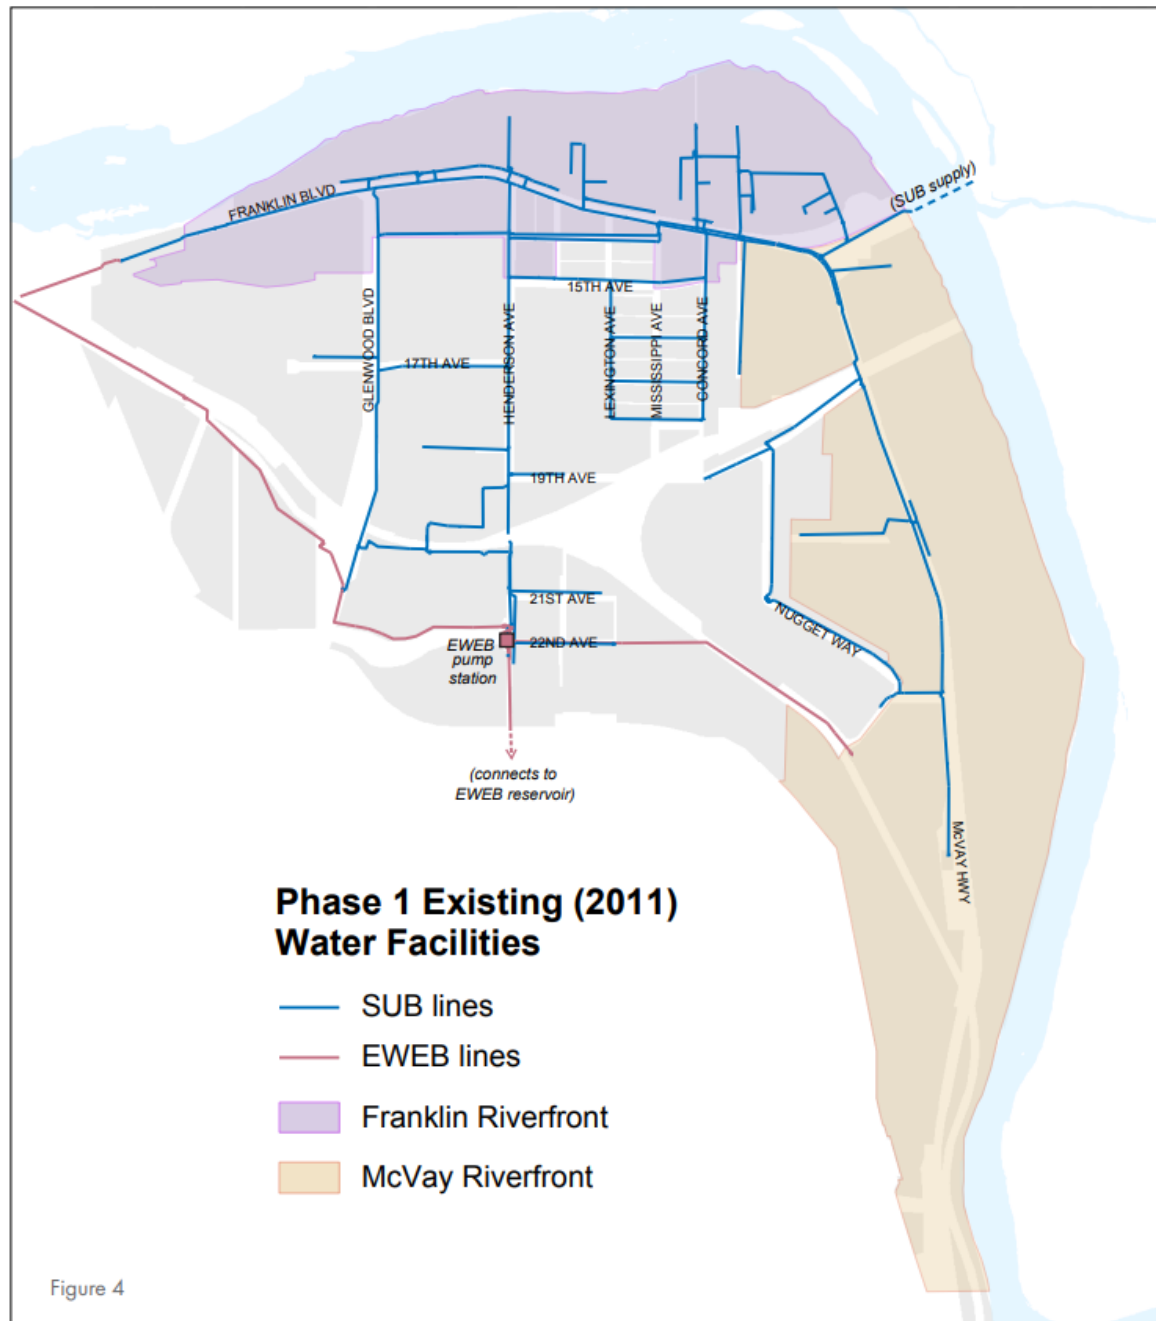 (SUB supply)
FRANKLIN BLVD
15TH AVE
GLENWOOD BLVD
HENDERSON AVE
LEXINGTON AVE
MISSISSIPPI AVE
CONCORD AVE
17TH AVE
19TH AVE
21ST AVE
NUGGET WAY
22ND AVE
EWEB
pump
station
(connects to
EWEB reservoir)
McVAY HWY
Phase 1 Existing (2011)
Water Facilities
SUB lines
EWEB lines
Franklin Riverfront
McVay Riverfront
Figure 4